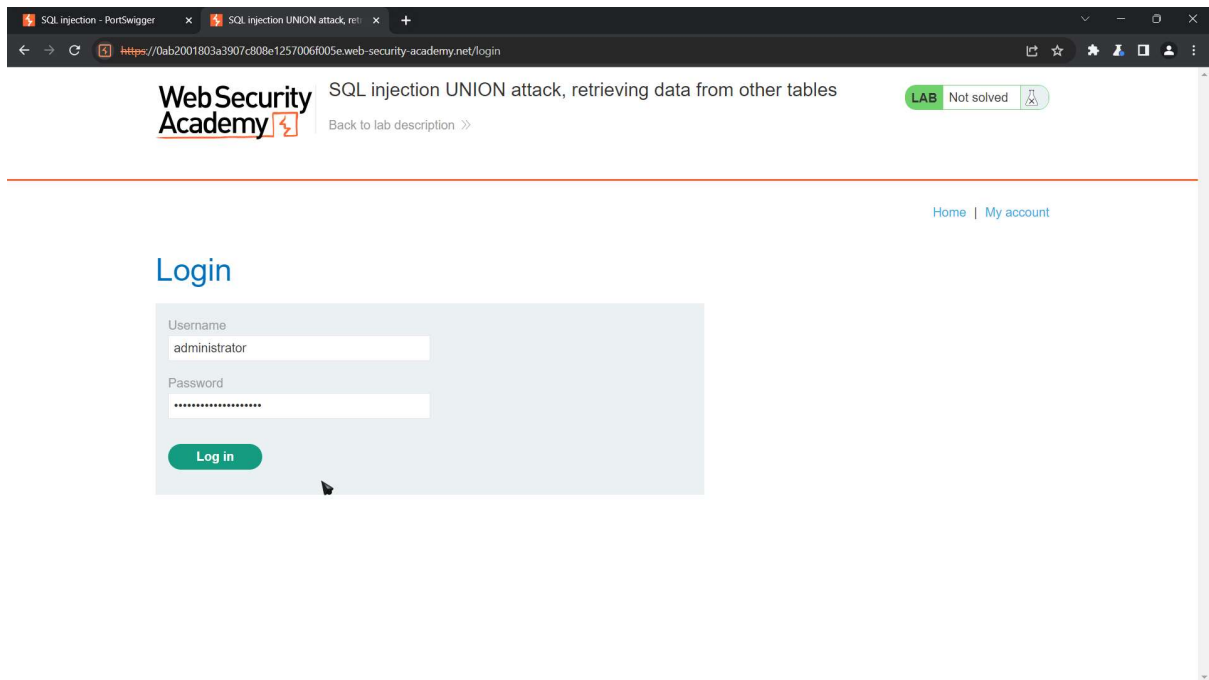 SQL injection - PortSwigger
SQL injection UNION attack, retr
https://0ab2001803a3907c808e1257006f005e.web-security-academy.net/login
WebSecurity
Academy
SQL injection UNION attack, retrieving data from other tables
Back to lab description
LAB Not solved
Home | My account
Login
Username
administrator
Password
••••••••••••••••••••
Log in